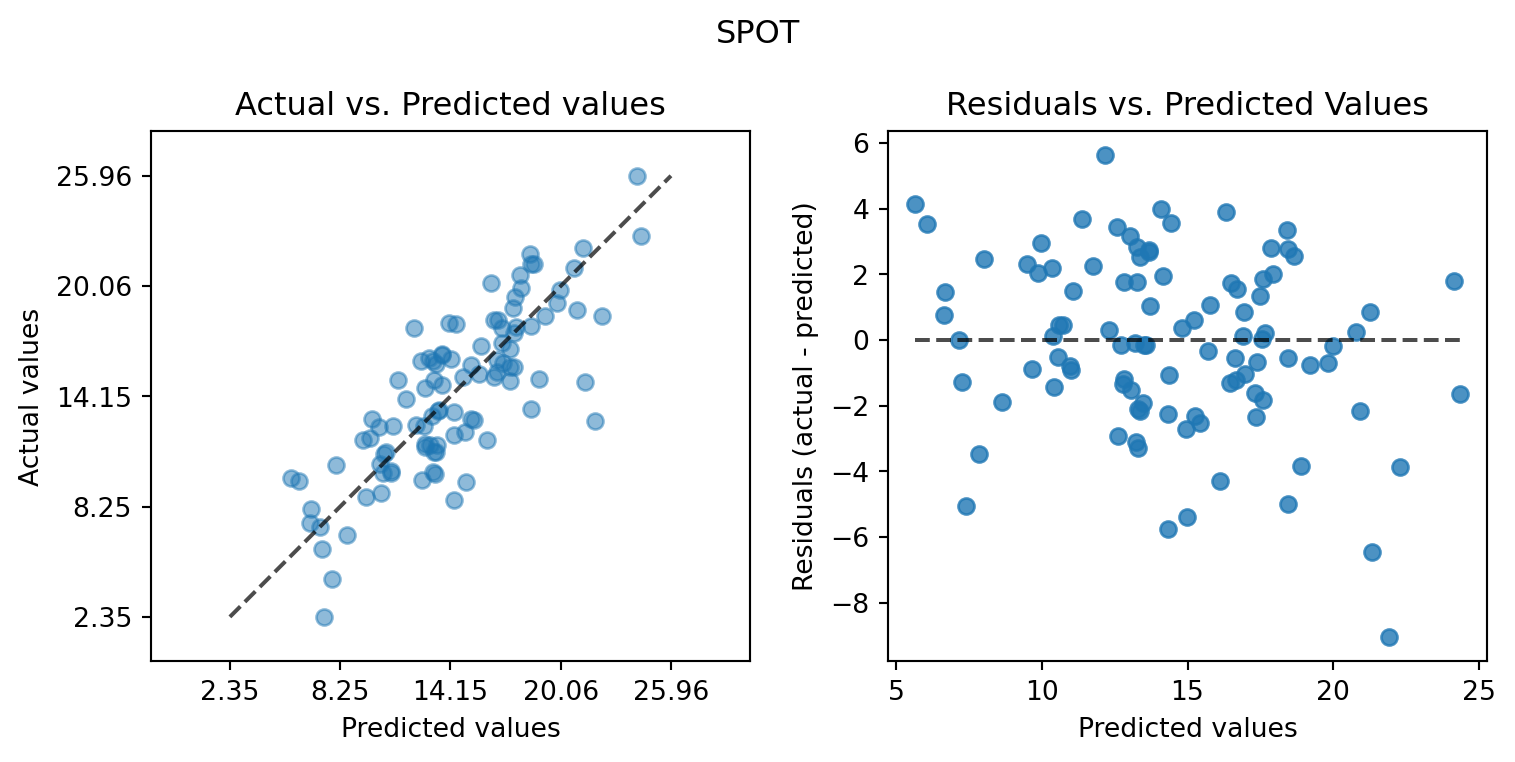 SPOT
Actual vs. Predicted values
Actual values
25.96
20.06
14.15
8.25
2.35
2.35 8.25 14.15 20.06 25.96
Predicted values
Residuals vs. Predicted Values
Residuals (actual - predicted)
6
4
2
0
−2
−4
−6
−8
5 10 15 20 25
Predicted values